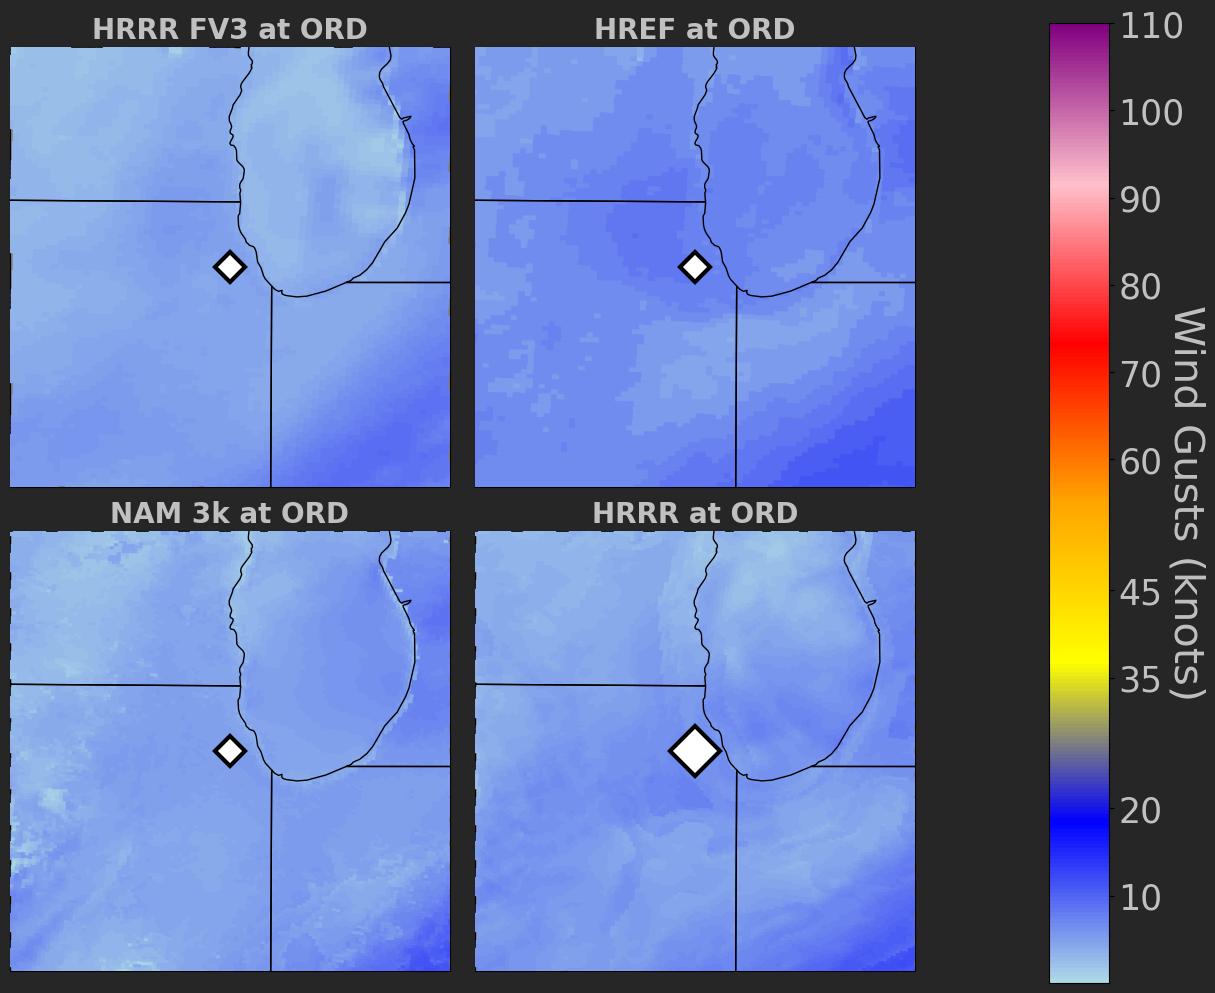 HRRR FV3 at ORD
HREF at ORD
NAM 3k at ORD
HRRR at ORD
110
100
90
80
70
60
45
35
20
10
Wind Gusts (knots)